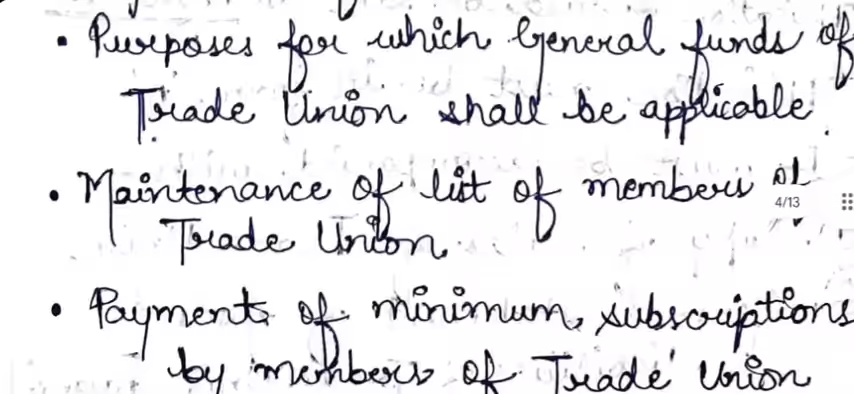 • Purposes for which General funds of
Trade Union shall be applicable.
• Maintenance of list of members of
4/13
Trade Union
• Payment of minimum subscriptions
by members of Trade Union